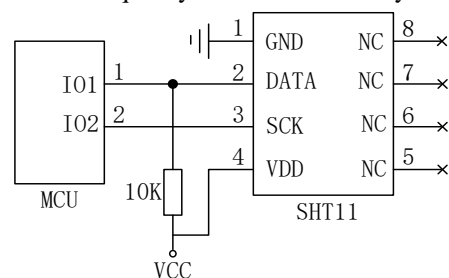 1 GND NC 8
IO1 1 2 DATA NC 7
IO2 2 3 SCK NC 6
4 VDD NC 5
MCU 10K SHT11
VCC